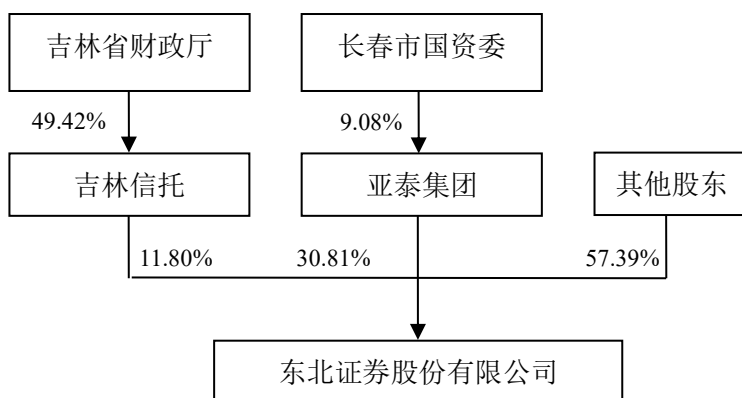 吉林省财政厅
长春市国资委
49.42%
9.08%
吉林信托
亚泰集团
其他股东
11.80%
30.81%
57.39%
东北证券股份有限公司